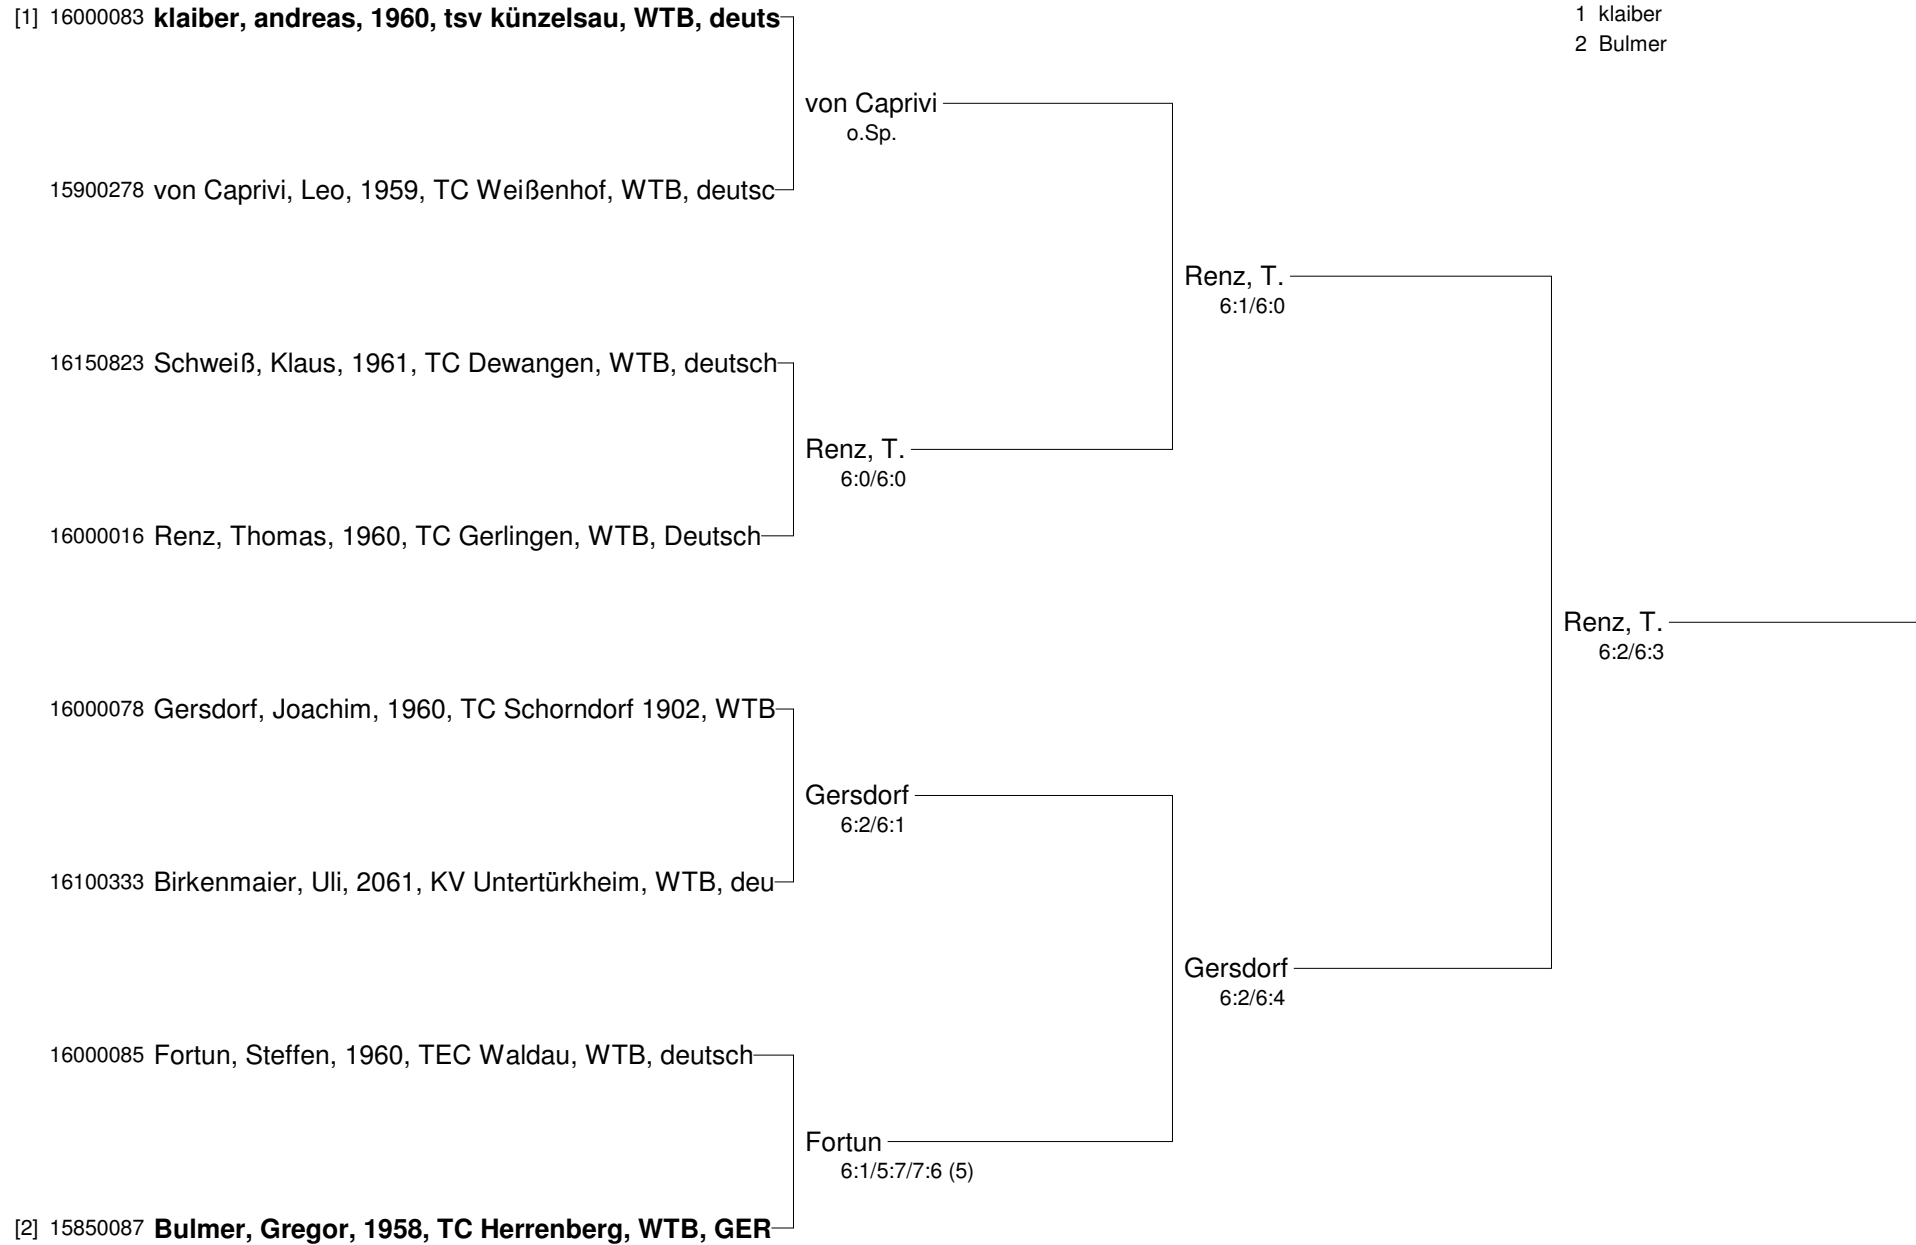 [1] 16000083 klaiber, andreas, 1960, tsv künzelsau, WTB, deuts
1 klaiber
2 Bulmer
von Caprivi
o.Sp.
15900278 von Caprivi, Leo, 1959, TC Weißenhof, WTB, deutsc
Renz, T.
6:1/6:0
16150823 Schweiß, Klaus, 1961, TC Dewangen, WTB, deutsch
Renz, T.
6:0/6:0
16000016 Renz, Thomas, 1960, TC Gerlingen, WTB, Deutsch
Renz, T.
6:2/6:3
16000078 Gersdorf, Joachim, 1960, TC Schorndorf 1902, WTB
Gersdorf
6:2/6:1
16100333 Birkenmaier, Uli, 2061, KV Untertürkheim, WTB, deu
Gersdorf
6:2/6:4
16000085 Fortun, Steffen, 1960, TEC Waldau, WTB, deutsch
Fortun
6:1/5:7/7:6 (5)
[2] 15850087 Bulmer, Gregor, 1958, TC Herrenberg, WTB, GER